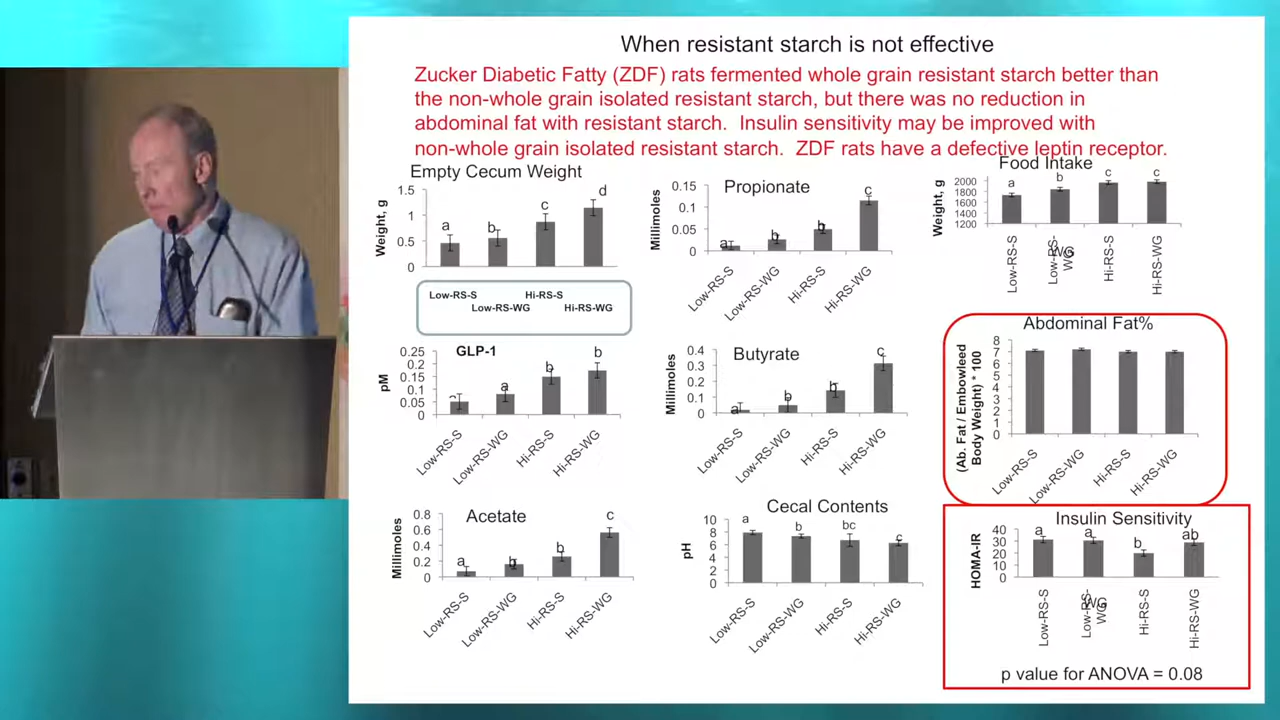 When resistant starch is not effective
Zucker Diabetic Fatty (ZDF) rats fermented whole grain resistant starch better than
the non-whole grain isolated resistant starch, but there was no reduction in
abdominal fat with resistant starch.  Insulin sensitivity may be improved with
non-whole grain isolated resistant starch.  ZDF rats have a defective leptin receptor.
Empty Cecum Weight
Weight, g
1.5
1
0.5
0
a
b
c
d
Low-RS-S
Hi-RS-S
Low-RS-WG
Hi-RS-WG
Propionate
Millimoles
0.15
0.1
0.05
0
a
b
b
c
Low-RS-S
Low-RS-WG
Hi-RS-S
Hi-RS-WG
Food Intake
Weight, g
2000
1800
1600
1400
1200
a
b
c
c
Low-RS-S
Low-RS-
WG
WG
Hi-RS-S
Hi-RS-WG
GLP-1
pM
0.25
0.2
0.15
0.1
0.05
0
a
b
b
Low-RS-S
Low-RS-WG
Hi-RS-S
Hi-RS-WG
Butyrate
Millimoles
0.4
0.3
0.2
0.1
0
a
b
b
c
Low-RS-S
Low-RS-WG
Hi-RS-S
Hi-RS-WG
Abdominal Fat%
(Ab. Fat / Embowleed
Body Weight) * 100
8
7
6
5
4
3
2
1
0
Low-RS-S
Low-RS-WG
Hi-RS-S
Hi-RS-WG
Acetate
Millimoles
0.8
0.6
0.4
0.2
0
a
b
b
c
Low-RS-S
Low-RS-WG
Hi-RS-S
Hi-RS-WG
Cecal Contents
pH
10
8
6
4
2
0
a
b
bc
c
Low-RS-S
Low-RS-WG
Hi-RS-S
Hi-RS-WG
Insulin Sensitivity
HOMA-IR
40
30
20
10
0
a
a
b
ab
Low-RS-S
Low-RS-
WG
WG
Hi-RS-S
Hi-RS-WG
p value for ANOVA = 0.08